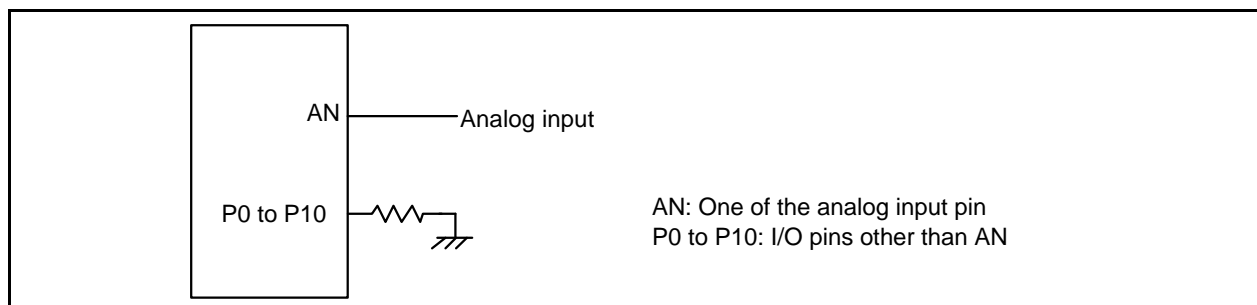 AN
Analog input
P0 to P10
AN: One of the analog input pin
P0 to P10: I/O pins other than AN